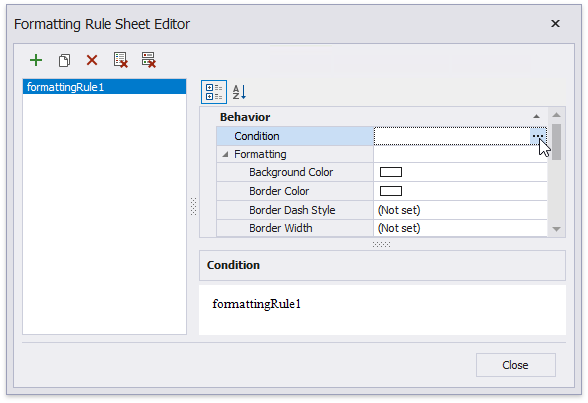 Formatting Rule Sheet Editor
formattingRule1
Behavior
Condition
Formatting
Background Color
Border Color
Border Dash Style (Not set)
Border Width (Not set)
Condition
formattingRule1
Close